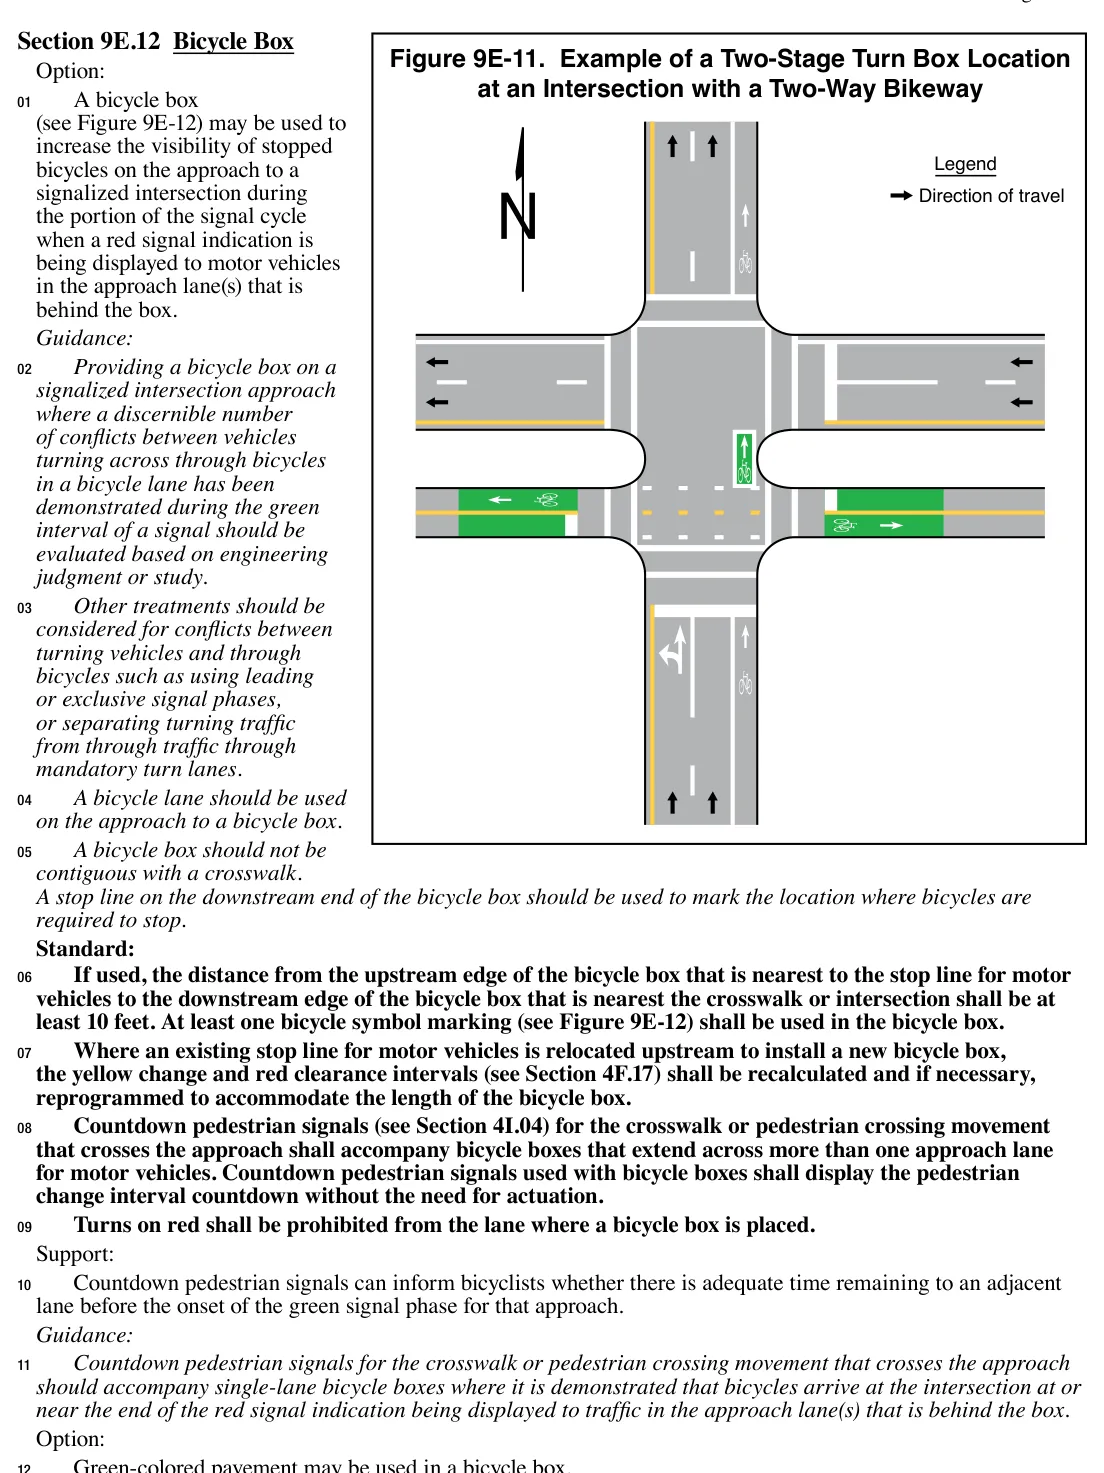 Section 9E.12 Bicycle Box
Option:
01 A bicycle box
(see Figure 9E-12) may be used to
increase the visibility of stopped
bicycles on the approach to a
signalized intersection during
the portion of the signal cycle
when a red signal indication is
being displayed to motor vehicles
in the approach lane(s) that is
behind the box.
Guidance:
02 Providing a bicycle box on a
signalized intersection approach
where a discernible number
of conflicts between vehicles
turning across through bicycles
in a bicycle lane has been
demonstrated during the green
interval of a signal should be
evaluated based on engineering
judgment or study.
03 Other treatments should be
considered for conflicts between
turning vehicles and through
bicycles such as using leading
or exclusive signal phases,
or separating turning traffic
from through traffic through
mandatory turn lanes.
04 A bicycle lane should be used
on the approach to a bicycle box.
05 A bicycle box should not be
contiguous with a crosswalk.
A stop line on the downstream end of the bicycle box should be used to mark the location where bicycles are
required to stop.
Figure 9E-11. Example of a Two-Stage Turn Box Location
at an Intersection with a Two-Way Bikeway
N
Legend
Direction of travel
Standard:
06 If used, the distance from the upstream edge of the bicycle box that is nearest to the stop line for motor
vehicles to the downstream edge of the bicycle box that is nearest the crosswalk or intersection shall be at
least 10 feet. At least one bicycle symbol marking (see Figure 9E-12) shall be used in the bicycle box.
07 Where an existing stop line for motor vehicles is relocated upstream to install a new bicycle box,
the yellow change and red clearance intervals (see Section 4F.17) shall be recalculated and if necessary,
reprogrammed to accommodate the length of the bicycle box.
08 Countdown pedestrian signals (see Section 4I.04) for the crosswalk or pedestrian crossing movement
that crosses the approach shall accompany bicycle boxes that extend across more than one approach lane
for motor vehicles. Countdown pedestrian signals used with bicycle boxes shall display the pedestrian
change interval countdown without the need for actuation.
09 Turns on red shall be prohibited from the lane where a bicycle box is placed.
Support:
10 Countdown pedestrian signals can inform bicyclists whether there is adequate time remaining to an adjacent
lane before the onset of the green signal phase for that approach.
Guidance:
11 Countdown pedestrian signals for the crosswalk or pedestrian crossing movement that crosses the approach
should accompany single-lane bicycle boxes where it is demonstrated that bicycles arrive at the intersection at or
near the end of the red signal indication being displayed to traffic in the approach lane(s) that is behind the box.
Option:
12 Green-colored pavement may be used in a bicycle box.